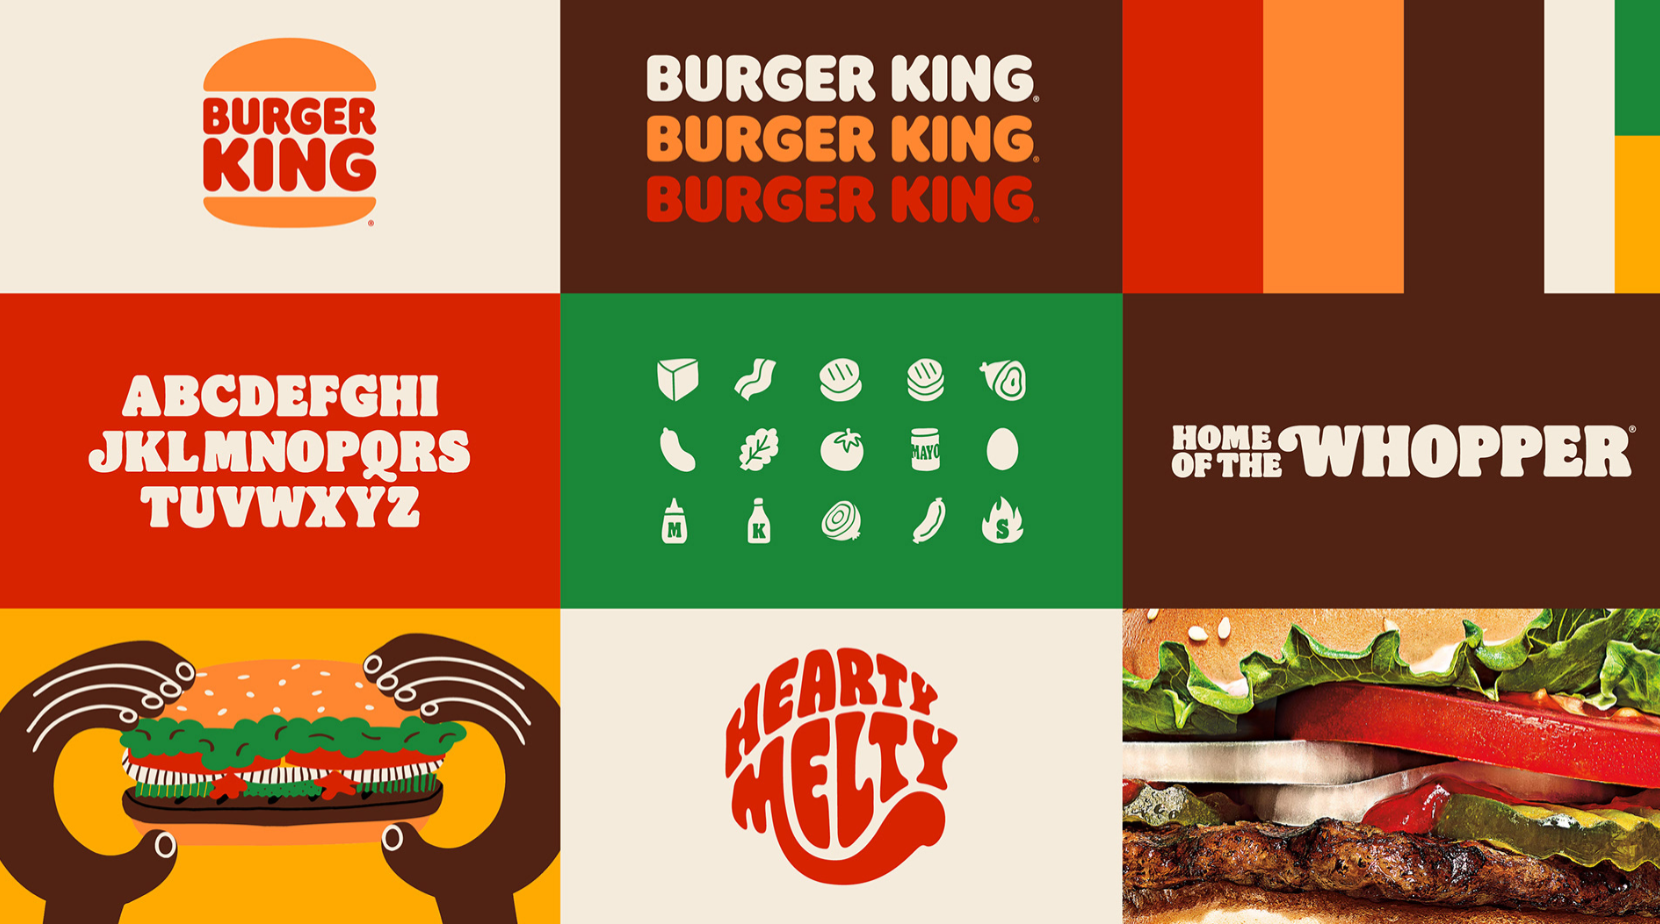 BURGER
KING
®
BURGER KING®
BURGER KING®
BURGER KING®
ABCDEFGHI
JKLMNOPQRS
TUVWXYZ
MAYO
M
K
S
HOME
OF THE
WHOPPER®
HEARTY
MELTY